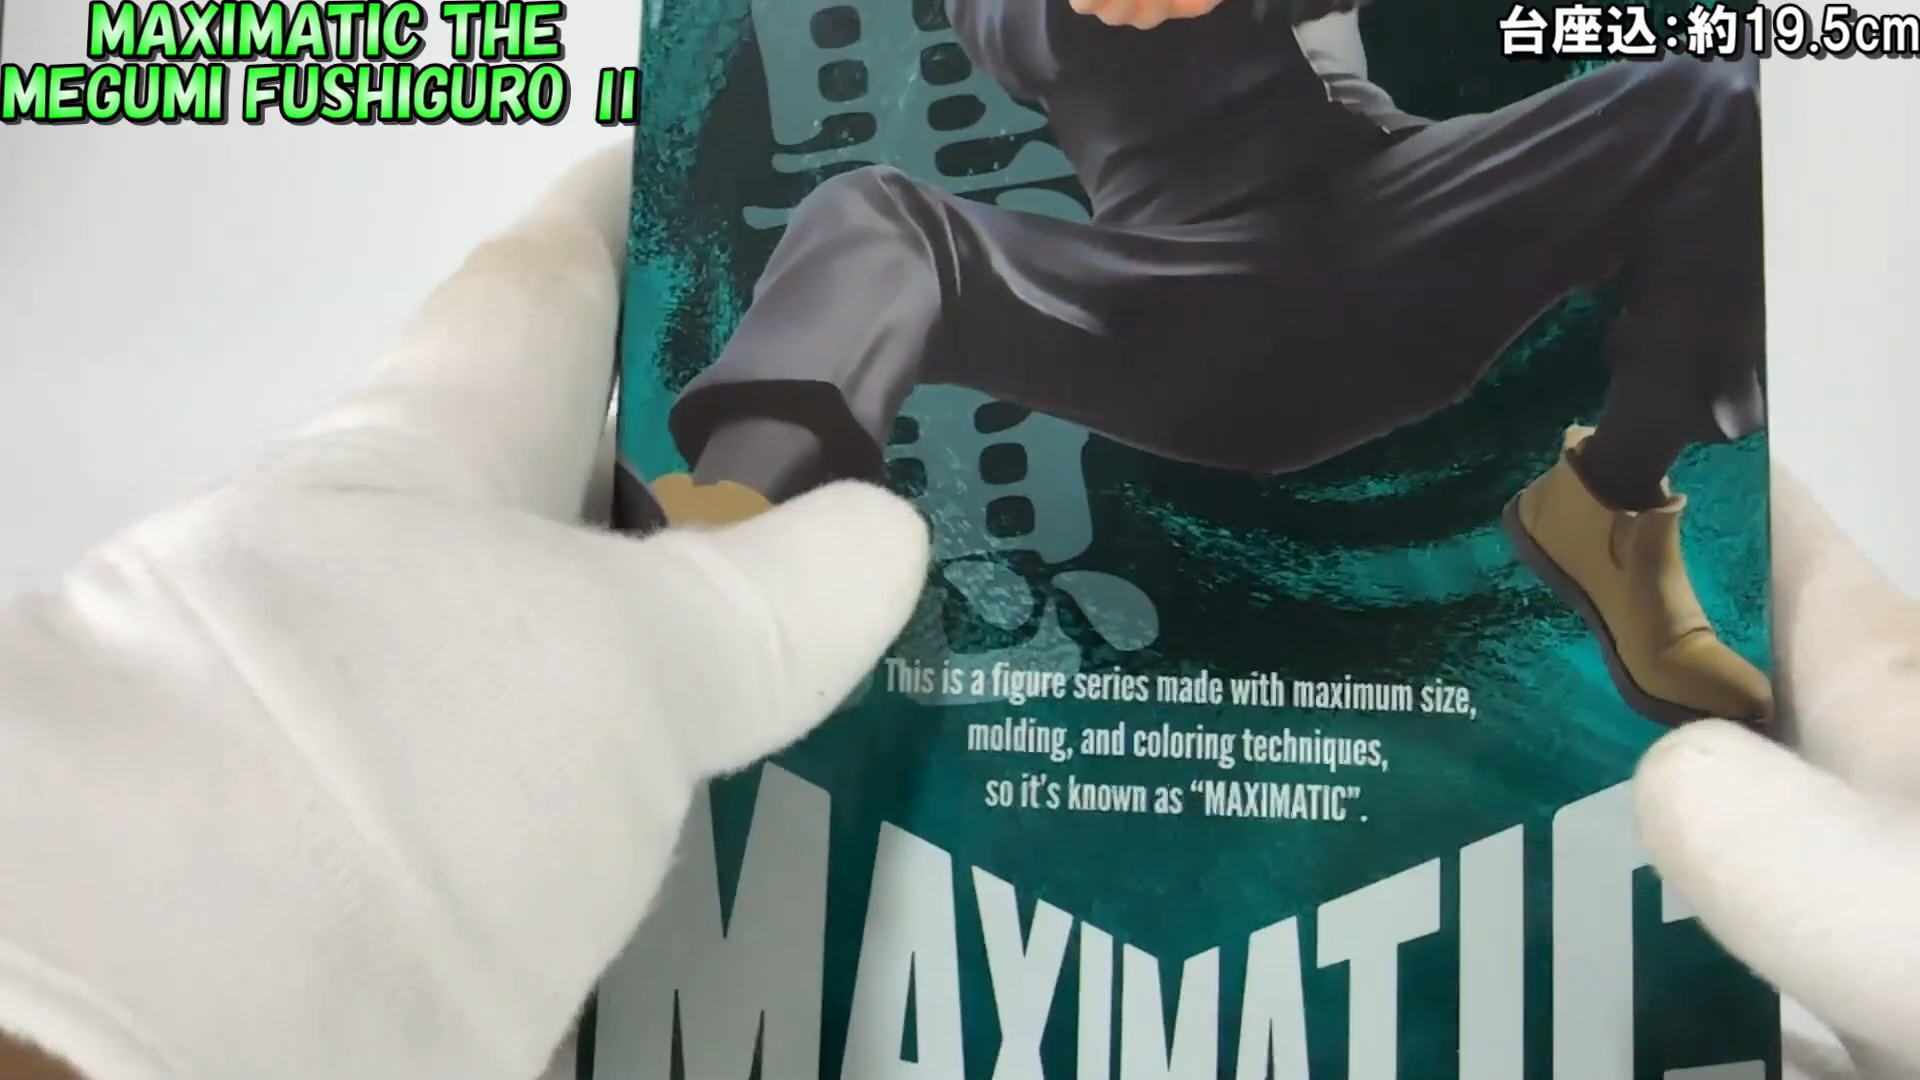 MAXIMATIC THE
MEGUMI FUSHIGURO II
台座込:約19.5cm
This is a figure series made with maximum size,
molding, and coloring techniques,
so it's known as “MAXIMATIC”.
MAXIMATIC